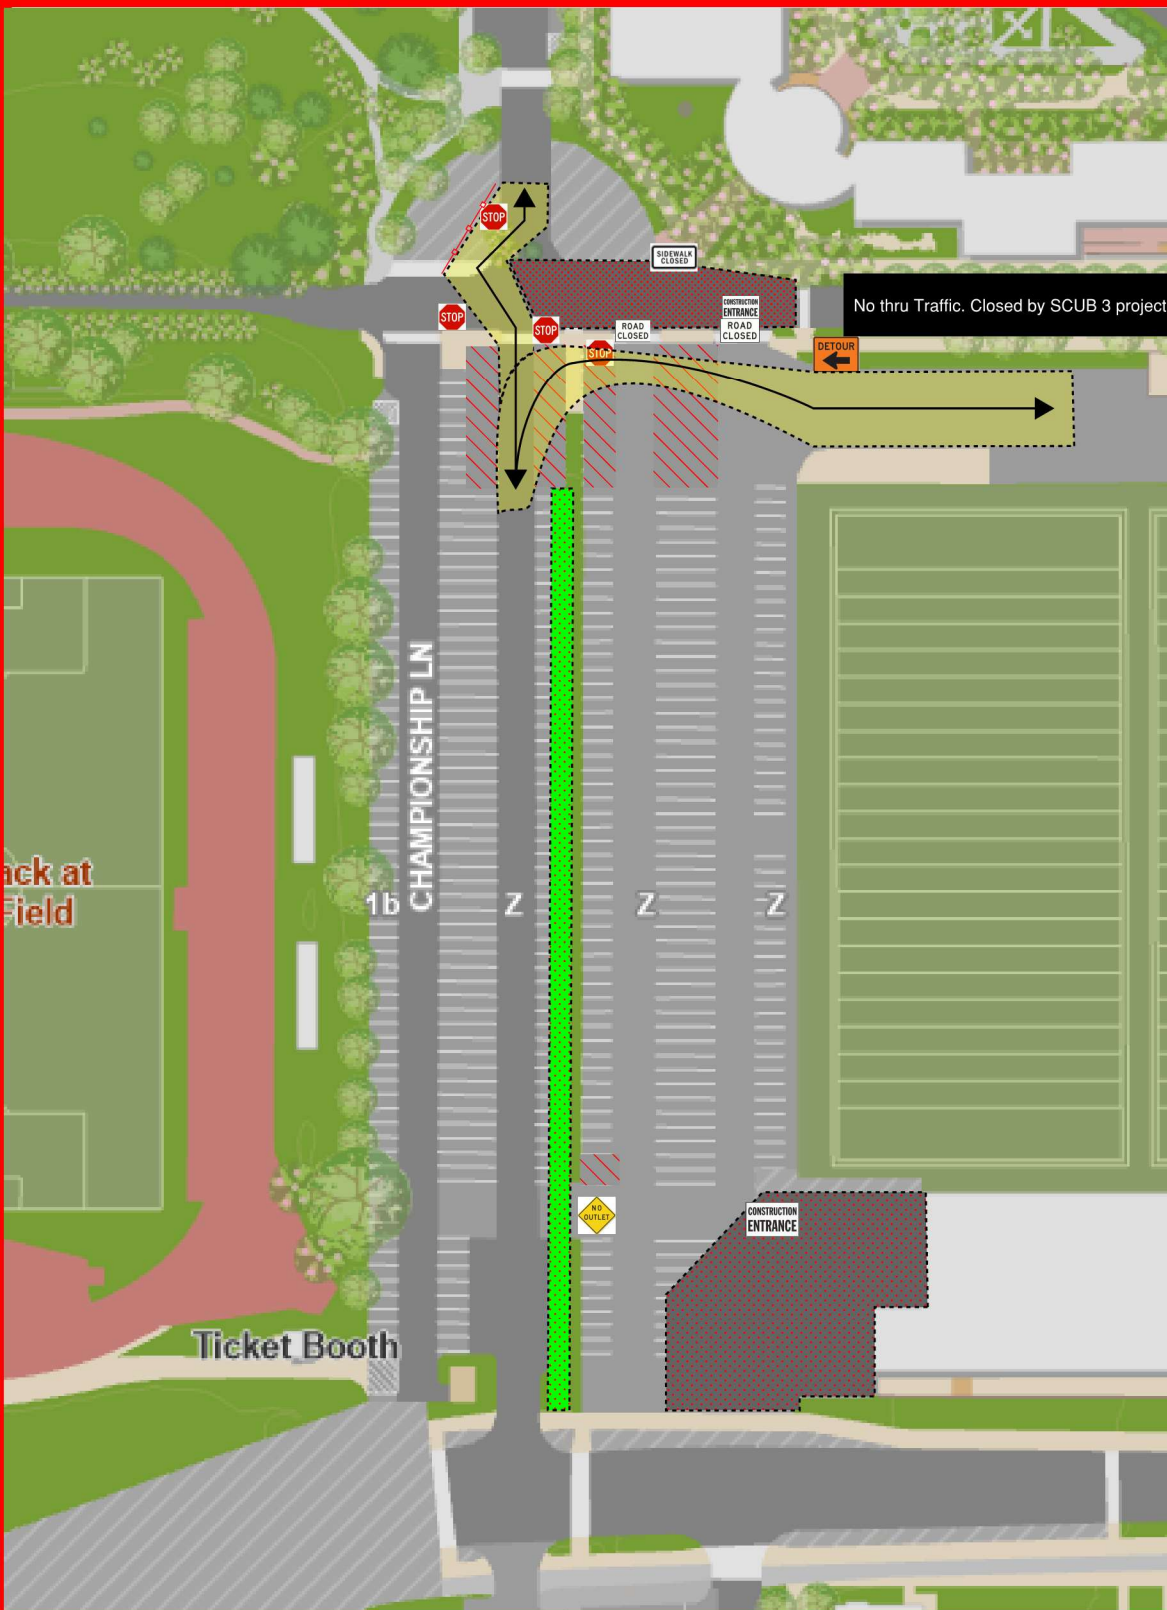 STOP
SIDEWALK
CLOSED
No thru Traffic. Closed by SCUB 3 project
CONSTRUCTION
ENTRANCE
STOP
STOP
ROAD
CLOSED
ROAD
CLOSED
STOP
DETOUR
CHAMPIONSHIP LN
ack at
Field
15
Z
Z
Z
NO
OUTLET
CONSTRUCTION
ENTRANCE
Ticket Booth